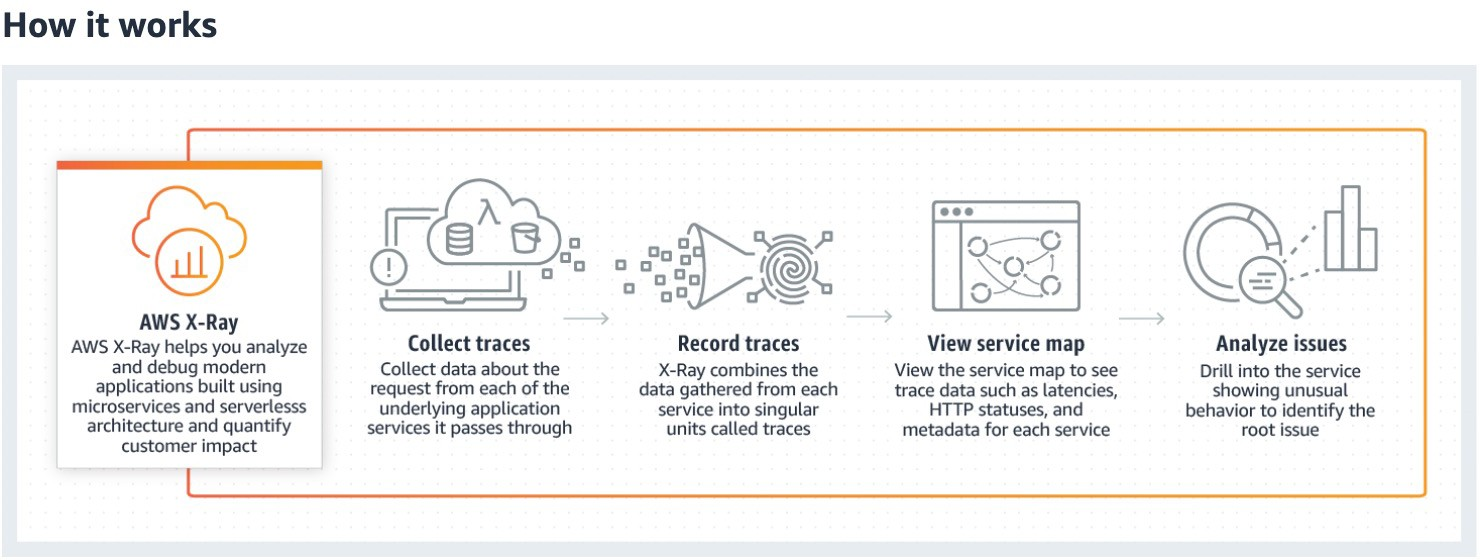 How it works
AWS X-Ray
AWS X-Ray helps you analyze
and debug modern
applications built using
microservices and serverlesss
architecture and quantify
customer impact
Collect traces
Collect data about the
request from each of the
underlying application
services it passes through
Record traces
X-Ray combines the
data gathered from each
service into singular
units called traces
View service map
View the service map to see
trace data such as latencies,
HTTP statuses, and
metadata for each service
Analyze issues
Drill into the service
showing unusual
behavior to identify the
root issue